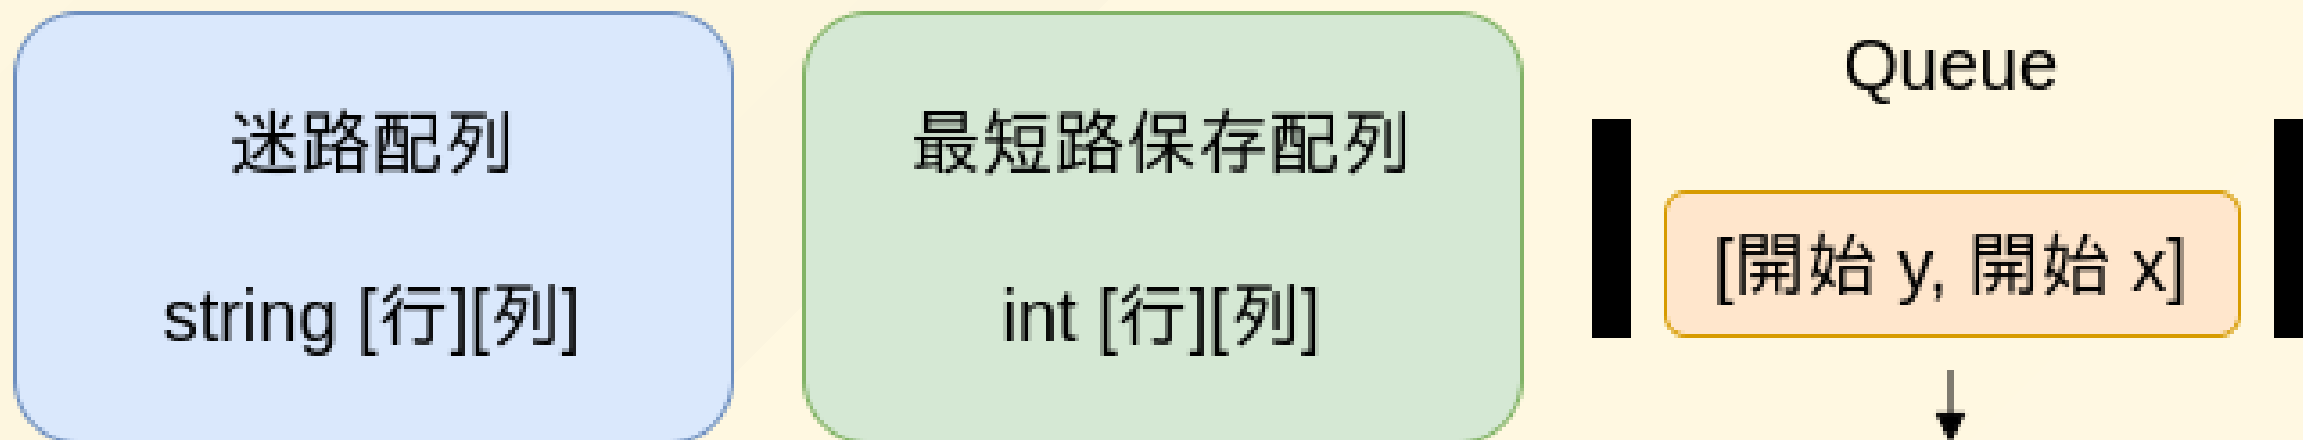 迷路配列
string [行][列]
最短路保存配列
int [行][列]
Queue
[開始 y, 開始 x]